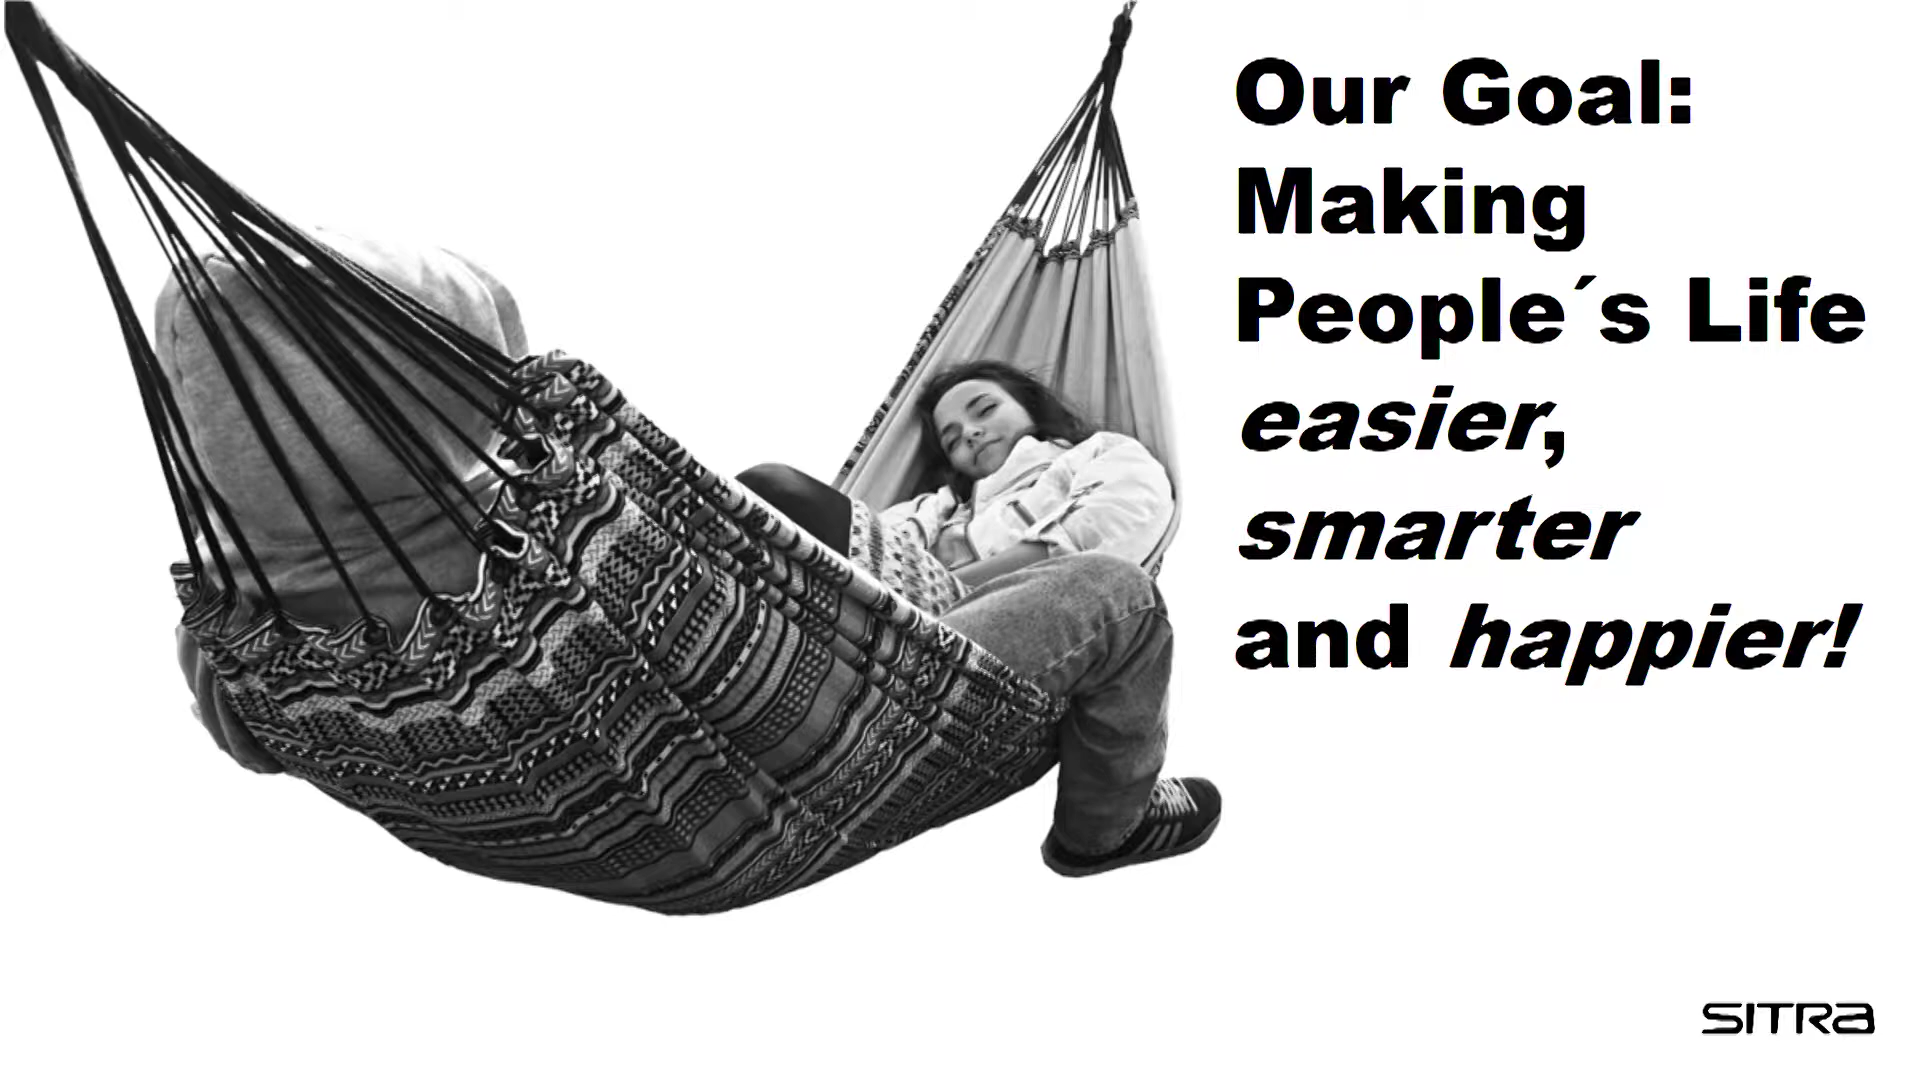 Our Goal:
Making
People´s Life
easier,
smarter
and happier!
SITRA